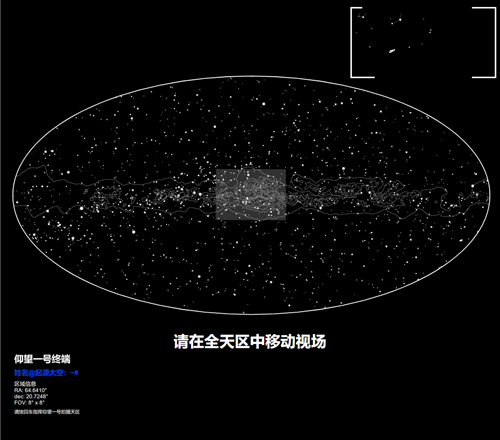 请在全天区中移动视场
仰望一号终端
姓名@起源太空: ~#
区域信息
RA: 64.6410°
dec: 20.7248°
FOV: 8° x 8°
请按回车指挥仰望一号拍摄天区